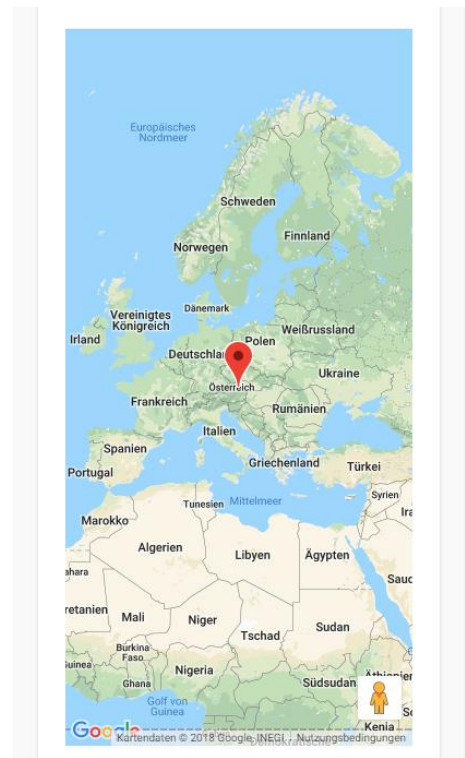 Europäisches
Nordmeer
Schweden
Finnland
Norwegen
Dänemark
Vereinigtes
Königreich
Weißrussland
Irland
Polen
Ukraine
Österreich
Frankreich
Rumänien
Italien
Spanien
Griechenland
Türkei
Portugal
Syrien
Tunesien
Mittelmeer
Marokko
Algerien
Libyen
Ägypten
Mali
Niger
Tschad
Sudan
Burkina
Faso
Nigeria
Südsudan
Ghana
Golf von
Guinea
Kenia
Google
Kartendaten © 2018 Google, INEGI
Nutzungsbedingungen